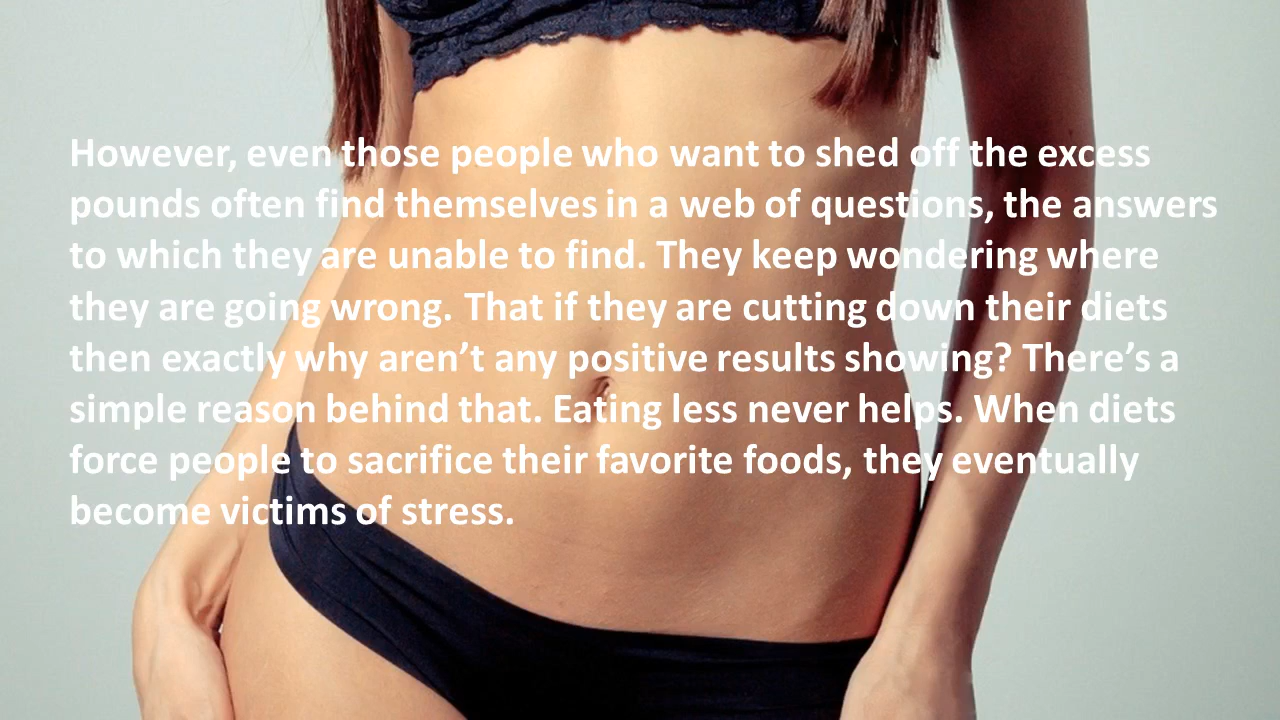 However, even those people who want to shed off the excess
pounds often find themselves in a web of questions, the answers
to which they are unable to find. They keep wondering where
they are going wrong. That if they are cutting down their diets
then exactly why aren’t any positive results showing? There’s a
simple reason behind that. Eating less never helps. When diets
force people to sacrifice their favorite foods, they eventually
become victims of stress.